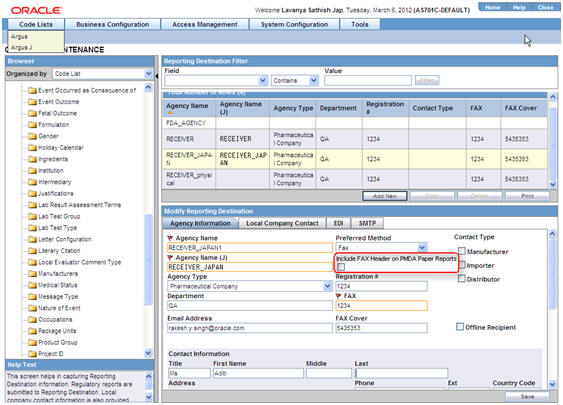 ORACLE
Welcome Lavanya Sathish Jap, Tuesday, March 6, 2012 (AS701C-DEFAULT)
Home Help Close
Code Lists Business Configuration Access Management System Configuration Tools
Argus
Argus J
C MAINTENANCE
Browser
Organized by Code List
Event Occurred as Consequence of
Event Outcome
Fetal Outcome
Formulation
Gender
Holiday Calendar
Ingredients
Institution
Intermediary
Justifications
Lab Result Assessment Terms
Lab Test Group
Lab Test Type
Letter Configuration
Literary Citation
Local Evaluator Comment Type
Manufacturers
Medical Status
Message Type
Nature of Event
Occupations
Package Units
Product Group
Project ID
Help Text
This screen helps in capturing Reporting
Destination information. Regulatory reports are
submitted to Reporting Destination. Local
company contact information is also provided
Reporting Destination Filter
Field Value
Contains Filter
Total Number of Rows (4)
Agency Name Agency Name (J) Agency Type Department Registration # Contact Type FAX FAX Cover
FDA_AGENCY
RECEIVER RECEIVER Pharmaceutical Company QA 1234 1234 5435353
RECEIVER_JAPAN RECEIVER_JAPAN Pharmaceutical Company QA 1234 1234 5435353
RECEIVER_physical Pharmaceutical Company QA 1234 1234 5435353
Add New Copy Delete Print
Modify Reporting Destination
Agency Information Local Company Contact EDI SMTP
Agency Name Preferred Method Contact Type
RECEIVER_JAPAN1 Fax Manufacturer
Agency Name (J) Include FAX Header on PMDA Paper Reports
RECEIVER_JAPAN Importer
Agency Type Registration # Distributor
Pharmaceutical Company 1234
Department FAX
QA 1234
Email Address FAX Cover
rakesh.y.singh@oracle.com 5435353 Offline Recipient
Contact Information
Title First Name Middle Last
Ms Aditi
Address Phone Ext Country Code
Save